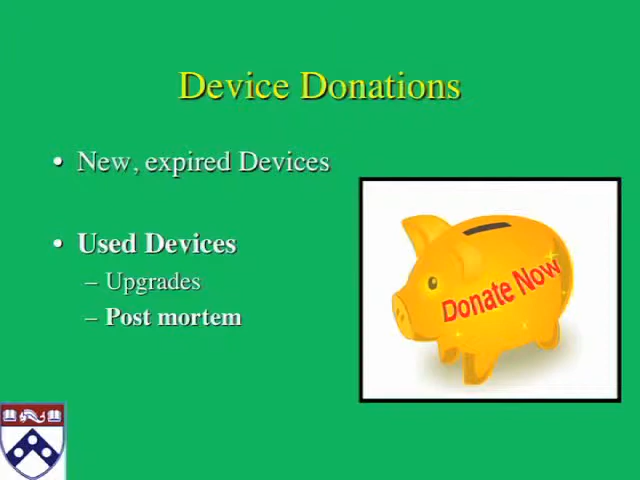 Device Donations
• New, expired Devices
• Used Devices
– Upgrades
– Post mortem
Donate Now